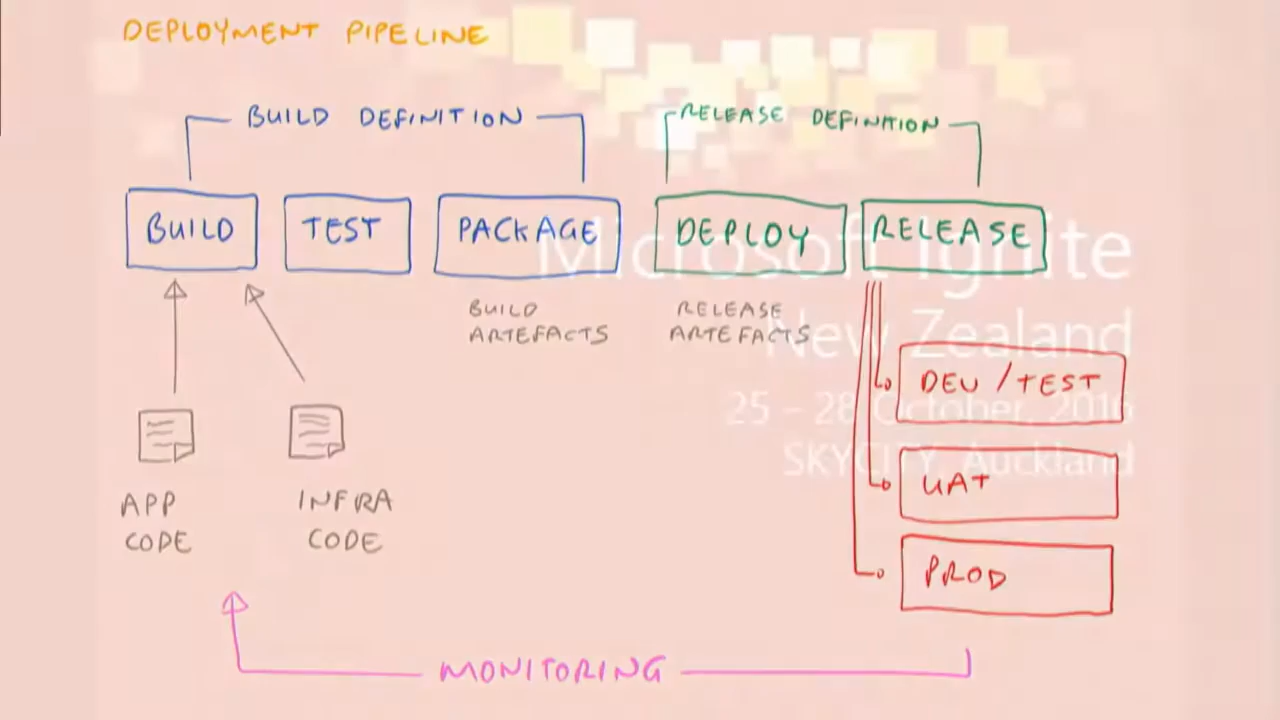 DEPLOYMENT PIPELINE
BUILD DEFINITION
RELEASE DEFINITION
BUILD
TEST
PACKAGE
DEPLOY
RELEASE
BUILD
ARTEFACTS
RELEASE
ARTEFACTS
APP
CODE
INFRA
CODE
DEV / TEST
UAT
PROD
MONITORING
Microsoft Ignite
New Zealand
25 – 28 October, 2016
SKYCITY, Auckland